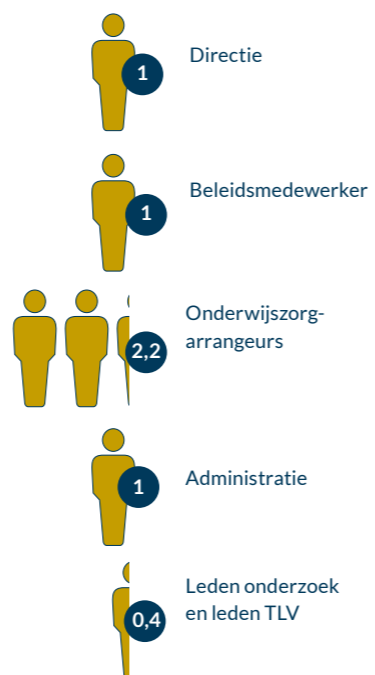 1
Directie
1
Beleidsmedewerker
2,2
Onderwijszorg-
arrangeurs
1
Administratie
0,4
Leden onderzoek
en leden TLV